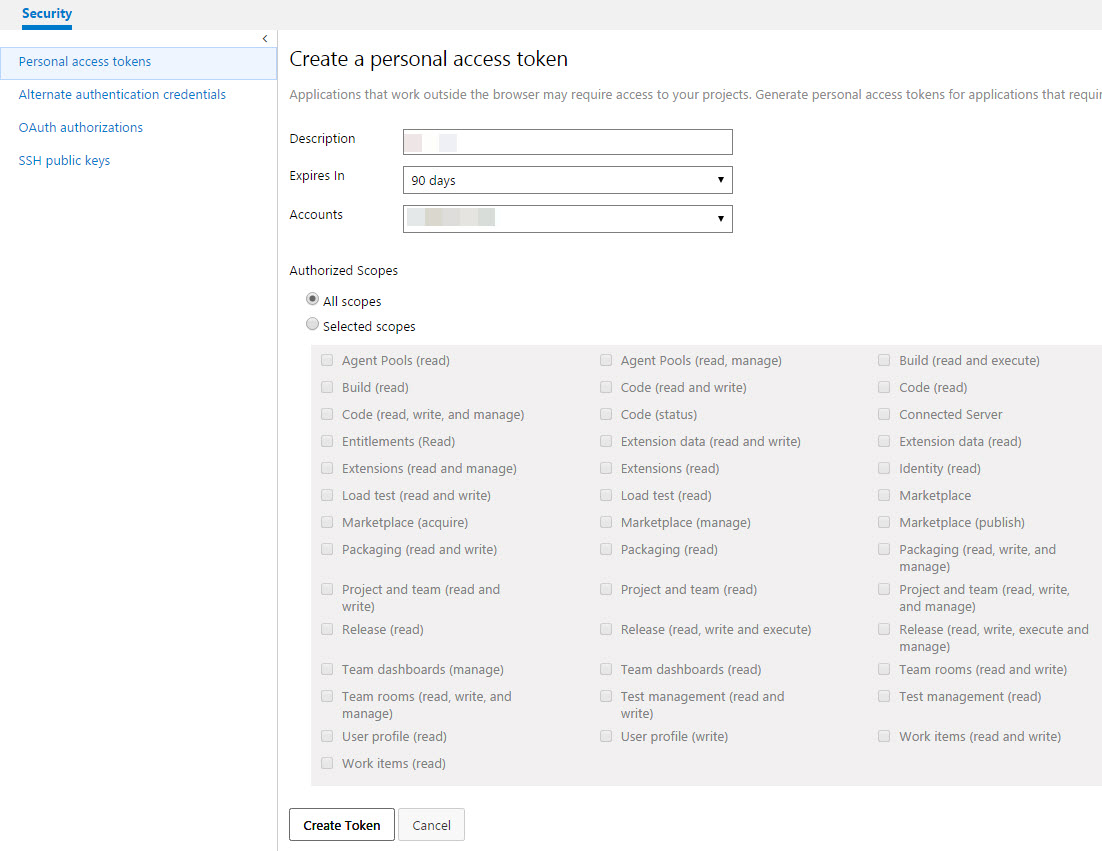 Security
Personal access tokens
Alternate authentication credentials
OAuth authorizations
SSH public keys
Create a personal access token
Applications that work outside the browser may require access to your projects. Generate personal access tokens for applications that requir
Description
Expires In
90 days
Accounts
Authorized Scopes
All scopes
Selected scopes
Agent Pools (read)
Agent Pools (read, manage)
Build (read and execute)
Build (read)
Code (read and write)
Code (read)
Code (read, write, and manage)
Code (status)
Connected Server
Entitlements (Read)
Extension data (read and write)
Extension data (read)
Extensions (read and manage)
Extensions (read)
Identity (read)
Load test (read and write)
Load test (read)
Marketplace
Marketplace (acquire)
Marketplace (manage)
Marketplace (publish)
Packaging (read and write)
Packaging (read)
Packaging (read, write, and
manage)
Project and team (read and
write)
Project and team (read)
Project and team (read, write,
and manage)
Release (read)
Release (read, write and execute)
Release (read, write, execute and
manage)
Team dashboards (manage)
Team dashboards (read)
Team rooms (read and write)
Team rooms (read, write, and
manage)
Test management (read and
write)
Test management (read)
User profile (read)
User profile (write)
Work items (read and write)
Work items (read)
Create Token
Cancel